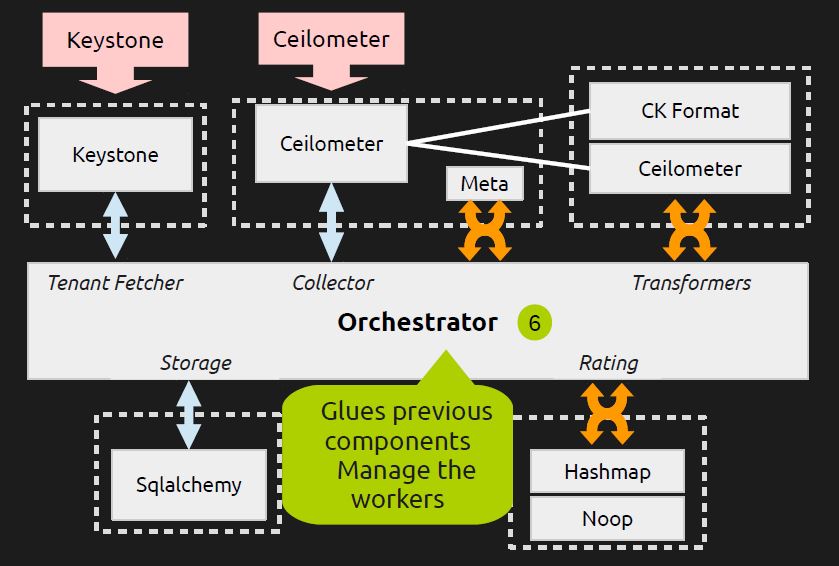 Keystone
Ceilometer
Keystone
Ceilometer
Meta
CK Format
Ceilometer
Tenant Fetcher
Collector
Transformers
Orchestrator
6
Storage
Rating
Glues previous
components
Manage the
workers
Sqlalchemy
Hashmap
Noop